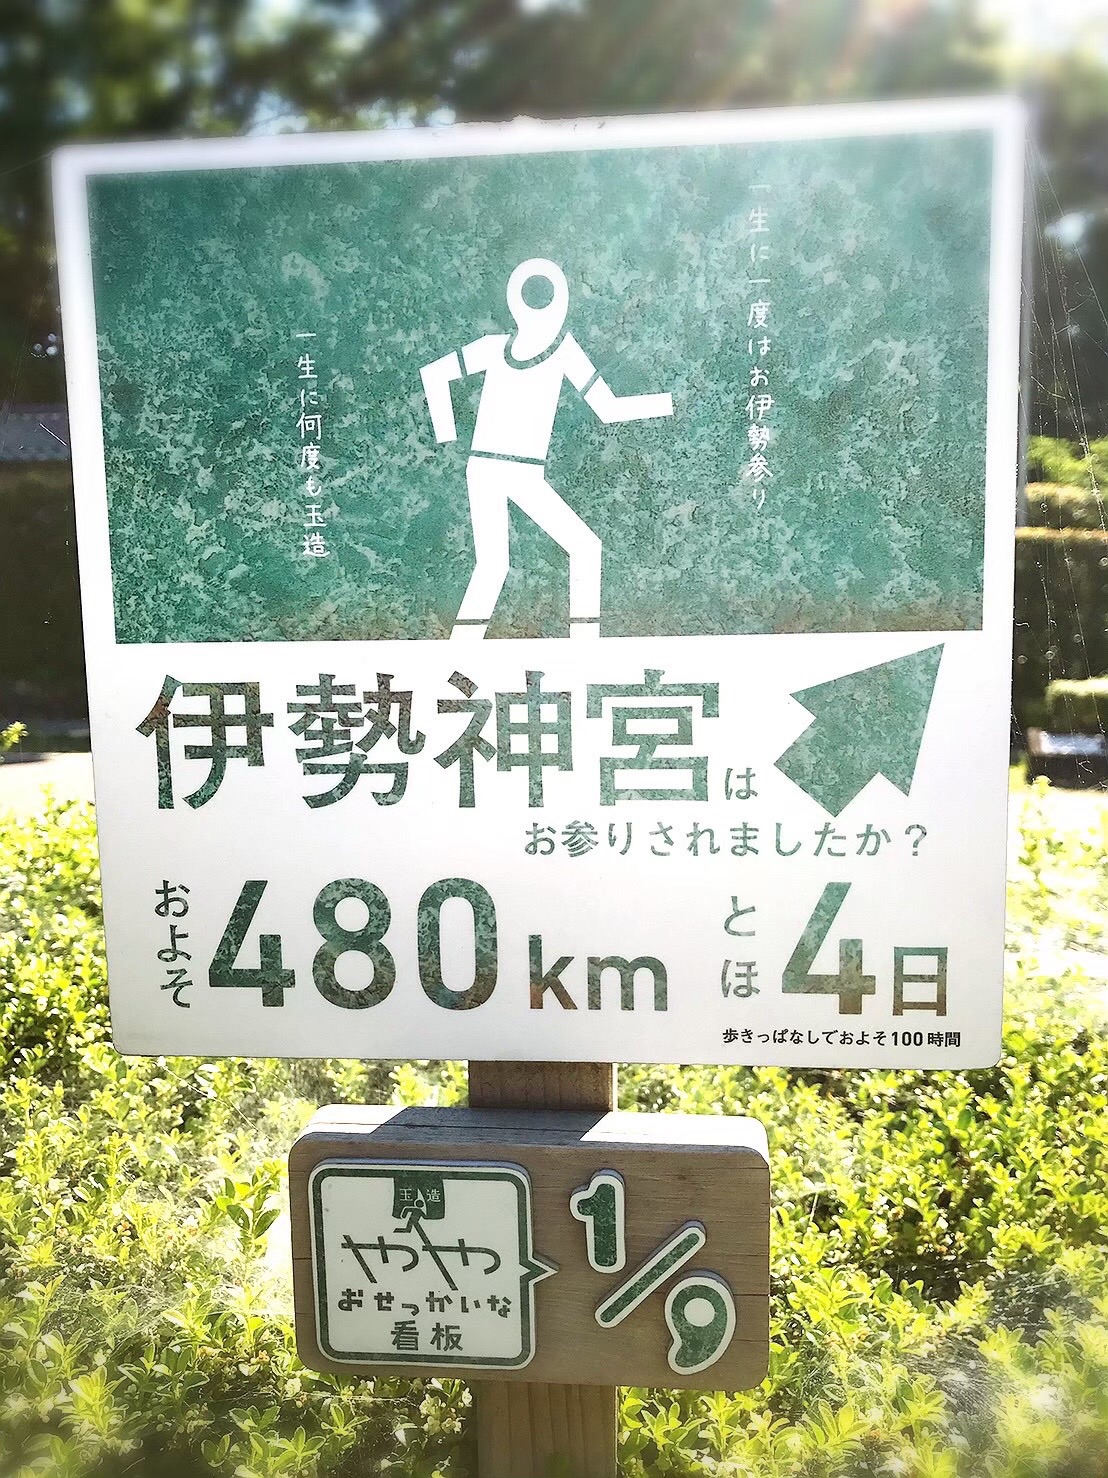 一生に一度はお伊勢参り
一生に何度も玉造
伊勢神宮は
お参りされましたか？
およそ480km
とほ4日
歩きっぱなしでおよそ100時間
玉造
やや
おせっかいな
看板
1/9